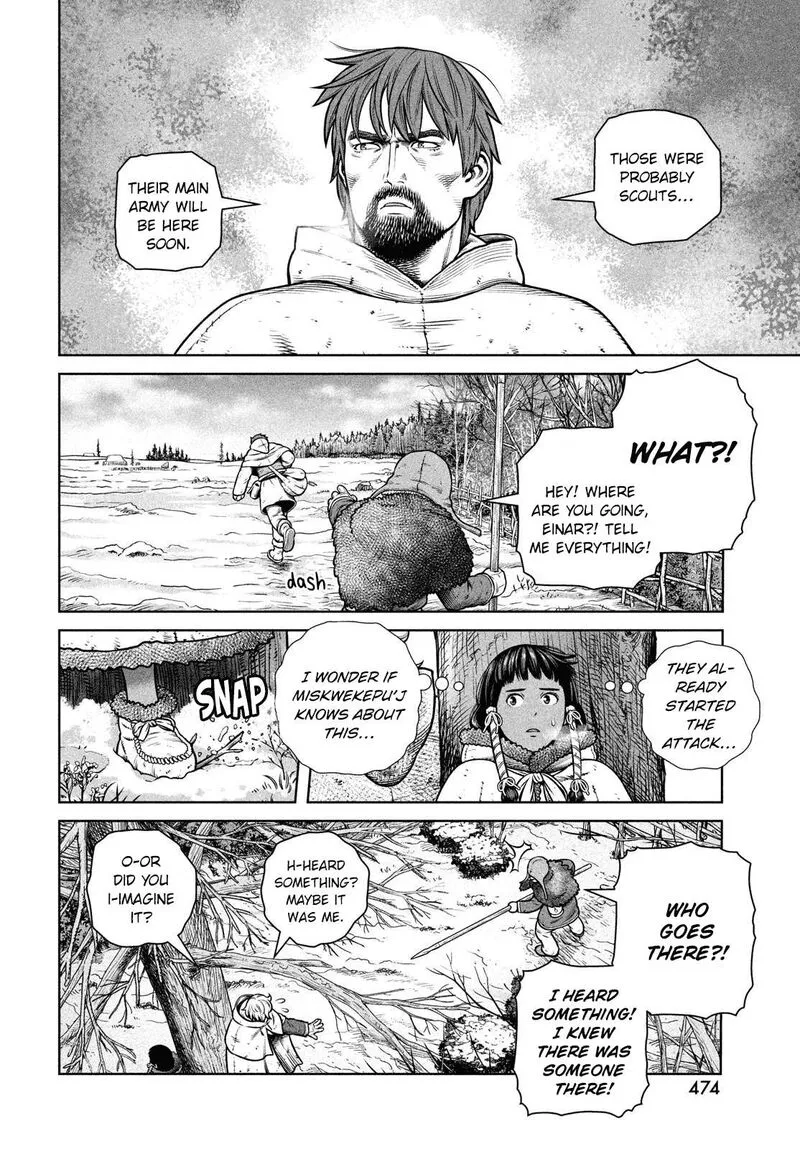 THOSE WERE
PROBABLY
SCOUTS...
THEIR MAIN
ARMY WILL
BE HERE
SOON.
WHAT?!
HEY! WHERE
ARE YOU
GOING,
EINAR?! TELL
ME EVERYTHING!
dash
THEY AL-
READY
STARTED
THE
ATTACK...
I WONDER IF
MISKWEKEPU'J
KNOWS ABOUT
THIS...
SNAP
WHO
GOES
THERE?!
I HEARD
SOMETHING!
I KNEW
THERE WAS
SOMEONE
THERE!
H-HEARD
SOMETHING?
MAYBE IT
WAS ME.
O-OR
DID YOU
I-IMAGINE
IT?
474